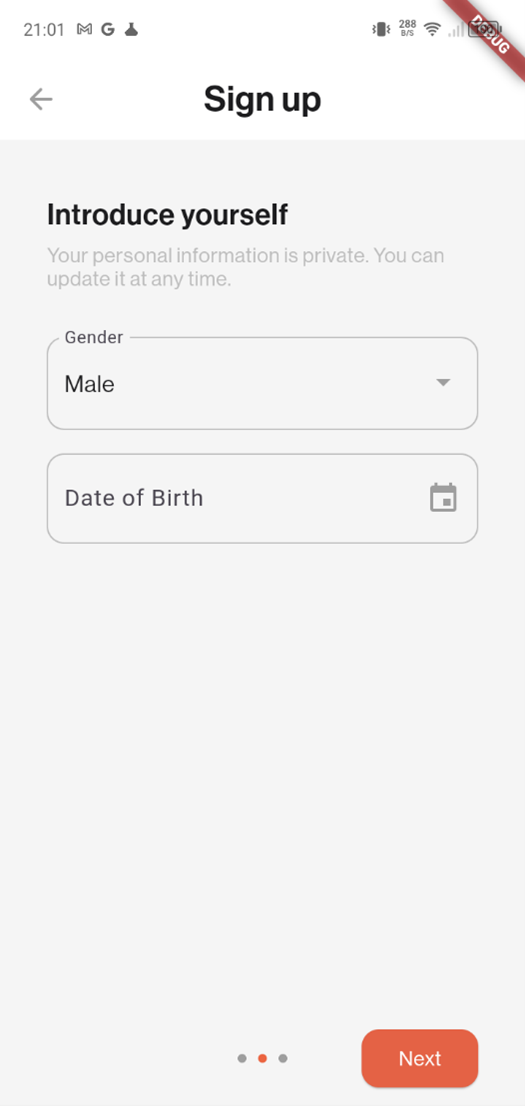 21:01
288
B/S
DEBUG
Sign up
Introduce yourself
Your personal information is private. You can
update it at any time.
Gender
Male
Date of Birth
Next